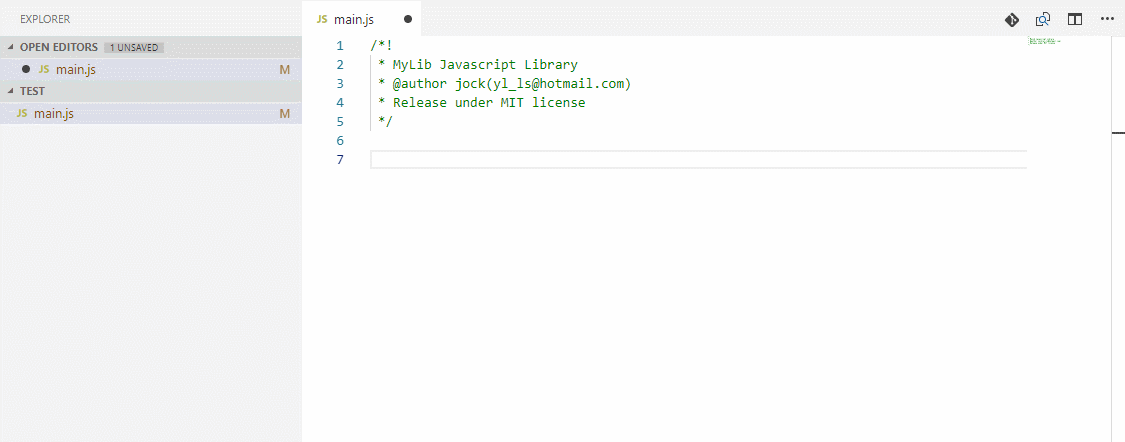 EXPLORER
OPEN EDITORS 1 UNSAVED
JS main.js M
TEST
JS main.js M
JS main.js
1 /*!
2 * MyLib Javascript Library
3 * @author jock(yl_ls@hotmail.com)
4 * Release under MIT license
5 */
6
7